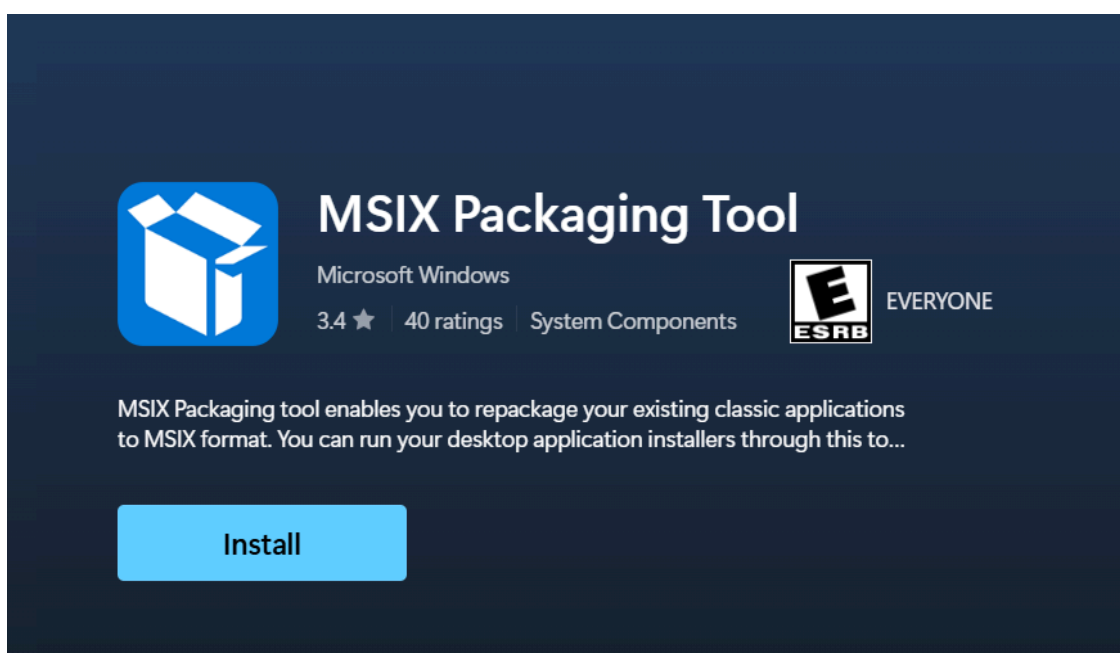 MSIX Packaging Tool
Microsoft Windows
3.4 ★ 40 ratings System Components
E
ESRB
EVERYONE
MSIX Packaging tool enables you to repackage your existing classic applications
to MSIX format. You can run your desktop application installers through this to...
Install